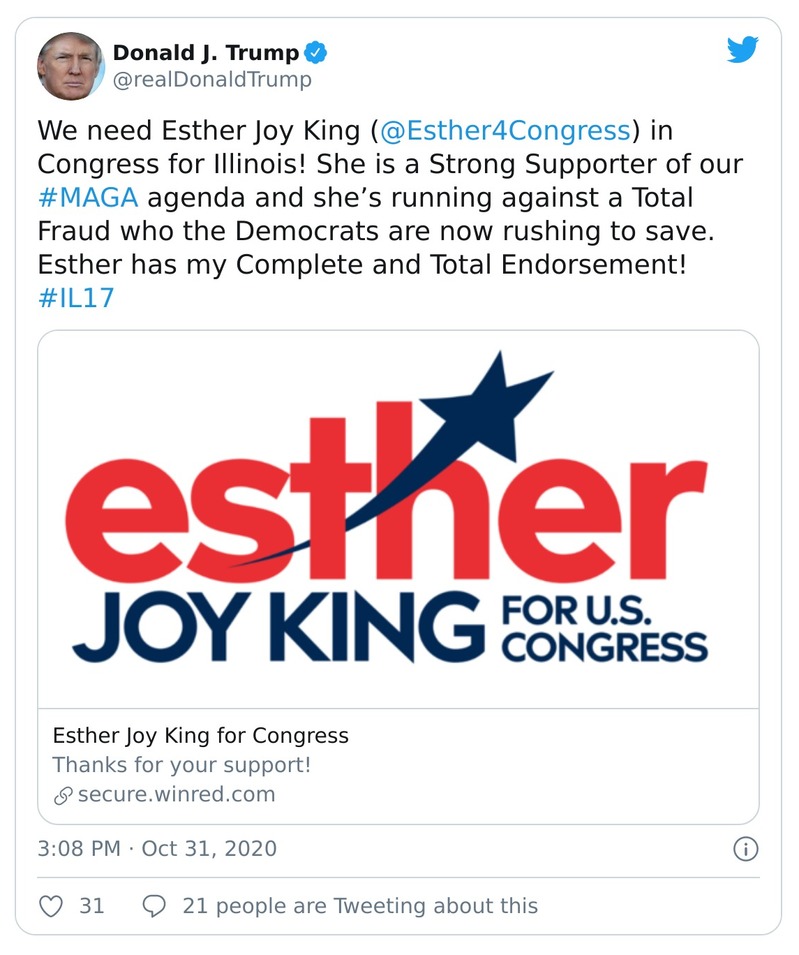 Donald J. Trump
@realDonaldTrump
We need Esther Joy King (@Esther4Congress) in
Congress for Illinois! She is a Strong Supporter of our
#MAGA agenda and she’s running against a Total
Fraud who the Democrats are now rushing to save.
Esther has my Complete and Total Endorsement!
#IL17
esther
JOY KING FOR U.S.
CONGRESS
Esther Joy King for Congress
Thanks for your support!
secure.winred.com
3:08 PM · Oct 31, 2020
31 21 people are Tweeting about this